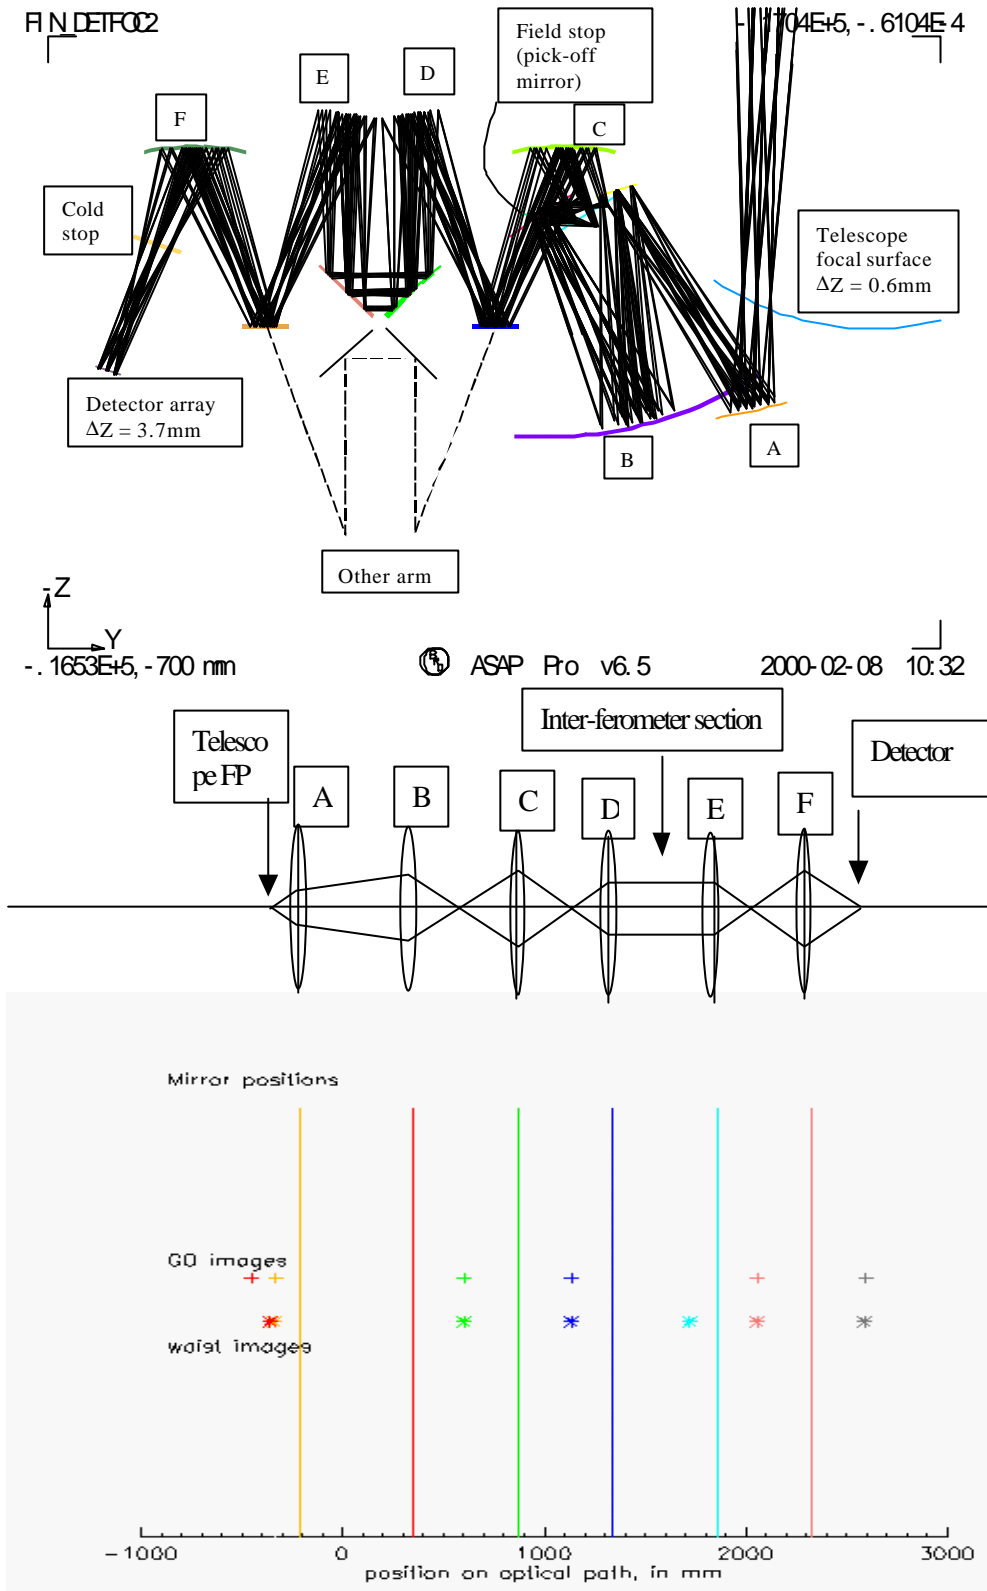 FIN_DETFOC2
-.1704E+5, -.6104E-4
Field stop
(pick-off
mirror)
E
D
C
F
Cold
stop
Telescope
focal surface
ΔZ = 0.6mm
Detector array
ΔZ = 3.7mm
B
A
Other arm
-Z
Y
-.1653E+5, -700 mm
ASAP Pro v6.5
2000-02-08 10:32
Telesco
pe FP
Inter-ferometer section
Detector
A
B
C
D
E
F
Mirror positions
GO images
waist images
-1000
0
1000
2000
3000
position on optical path, in mm